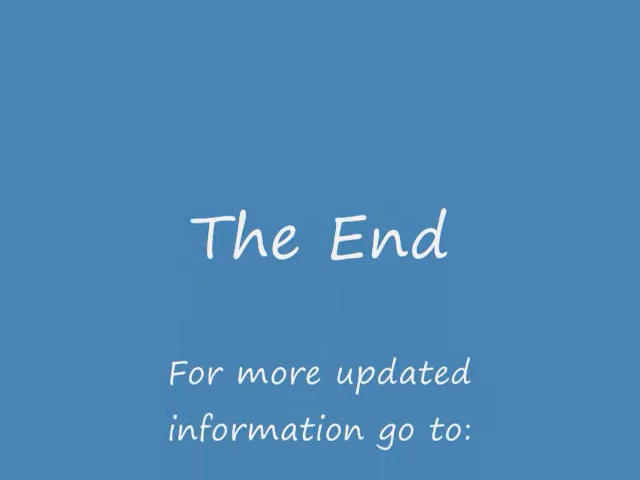 The End
For more updated
information go to: